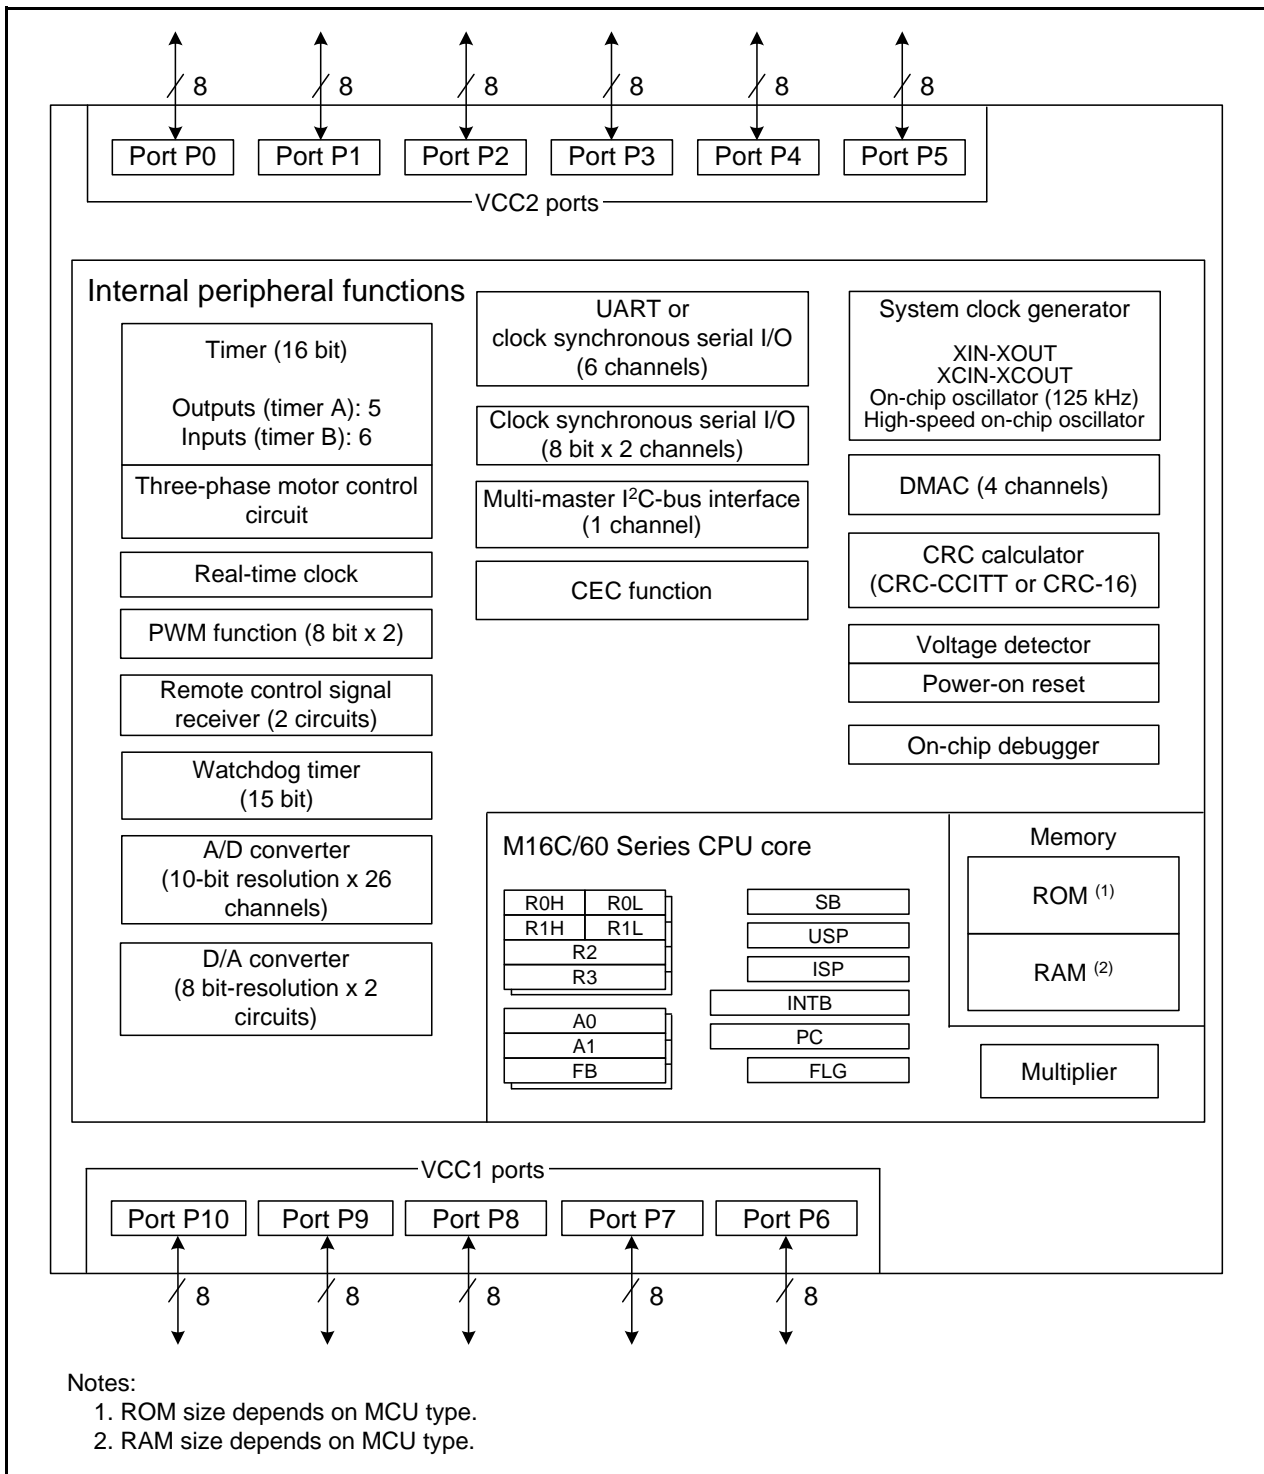 8 8 8 8 8 8
Port P0 Port P1 Port P2 Port P3 Port P4 Port P5
VCC2 ports
Internal peripheral functions
Timer (16 bit)
Outputs (timer A): 5
Inputs (timer B): 6
Three-phase motor control
circuit
Real-time clock
PWM function (8 bit x 2)
Remote control signal
receiver (2 circuits)
Watchdog timer
(15 bit)
A/D converter
(10-bit resolution x 26
channels)
D/A converter
(8 bit-resolution x 2
circuits)
UART or
clock synchronous serial I/O
(6 channels)
Clock synchronous serial I/O
(8 bit x 2 channels)
Multi-master I²C-bus interface
(1 channel)
CEC function
System clock generator
XIN-XOUT
XCIN-XCOUT
On-chip oscillator (125 kHz)
High-speed on-chip oscillator
DMAC (4 channels)
CRC calculator
(CRC-CCITT or CRC-16)
Voltage detector
Power-on reset
On-chip debugger
M16C/60 Series CPU core
R0H R0L
R1H R1L
R2
R3
A0
A1
FB
SB
USP
ISP
INTB
PC
FLG
Memory
ROM (1)
RAM (2)
Multiplier
VCC1 ports
Port P10 Port P9 Port P8 Port P7 Port P6
8 8 8 8 8
Notes:
1. ROM size depends on MCU type.
2. RAM size depends on MCU type.